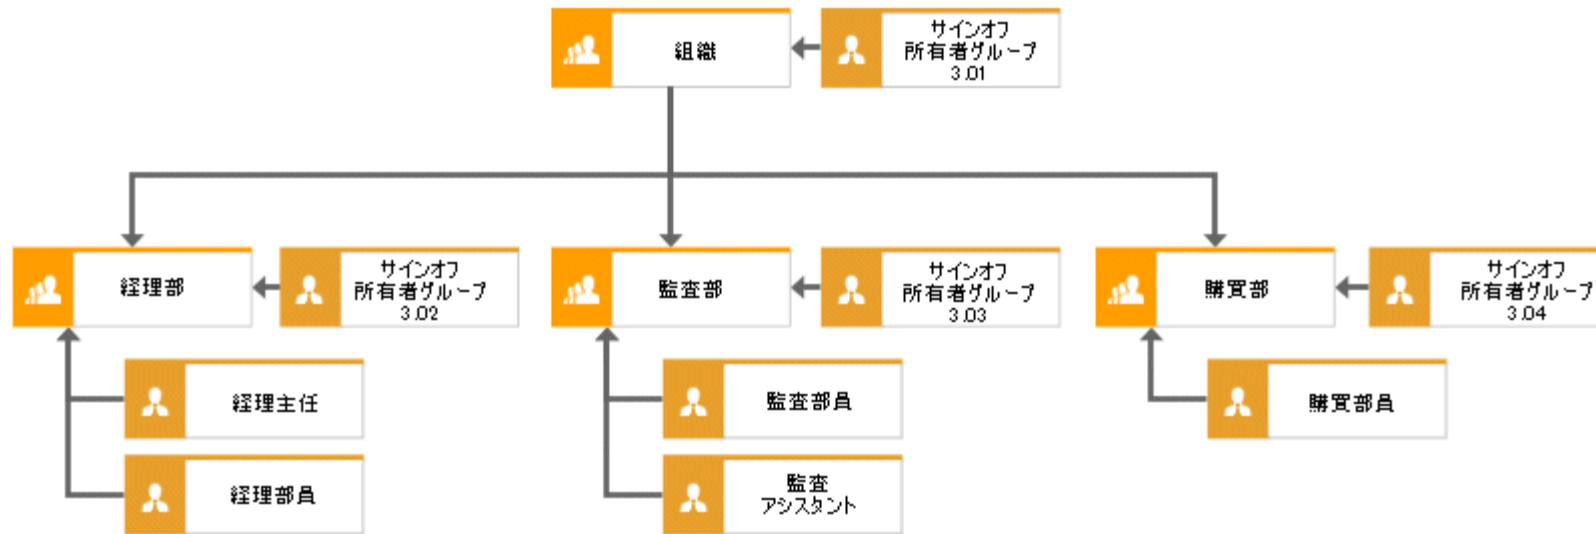 組織
サインオフ
所有者グループ
3.01
経理部
サインオフ
所有者グループ
3.02
監査部
サインオフ
所有者グループ
3.03
購買部
サインオフ
所有者グループ
3.04
経理主任
監査部員
購買部員
経理部員
監査
アシスタント